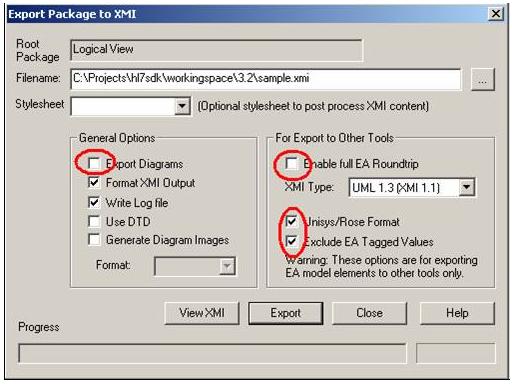 Export Package to XMI
Root Package Logical View
Filename: C:\Projects\hl7sdk\workingspace\3.2\sample.xmi ...
Stylesheet (Optional stylesheet to post process XMI content)
General Options
Export Diagrams
Format XMI Output
Write Log file
Use DTD
Generate Diagram Images
Format:
For Export to Other Tools
Enable full EA Roundtrip
XMI Type: UML 1.3 (XMI 1.1)
Unisys/Rose Format
Exclude EA Tagged Values
Warning: These options are for exporting
EA model elements to other tools only.
View XMI Export Close Help
Progress